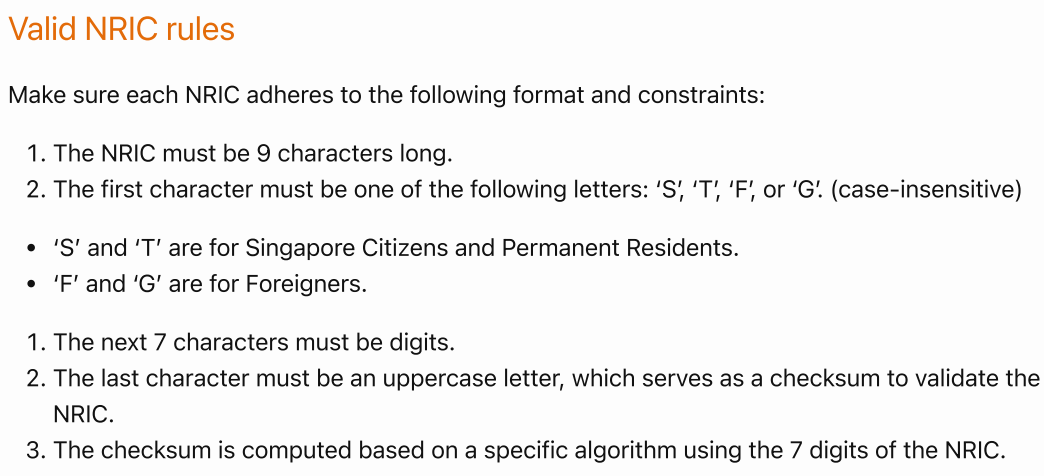 Valid NRIC rules
Make sure each NRIC adheres to the following format and constraints:
1. The NRIC must be 9 characters long.
2. The first character must be one of the following letters: ‘S’, ‘T’, ‘F’, or ‘G’. (case-insensitive)
• ‘S’ and ‘T’ are for Singapore Citizens and Permanent Residents.
• ‘F’ and ‘G’ are for Foreigners.
1. The next 7 characters must be digits.
2. The last character must be an uppercase letter, which serves as a checksum to validate the
NRIC.
3. The checksum is computed based on a specific algorithm using the 7 digits of the NRIC.